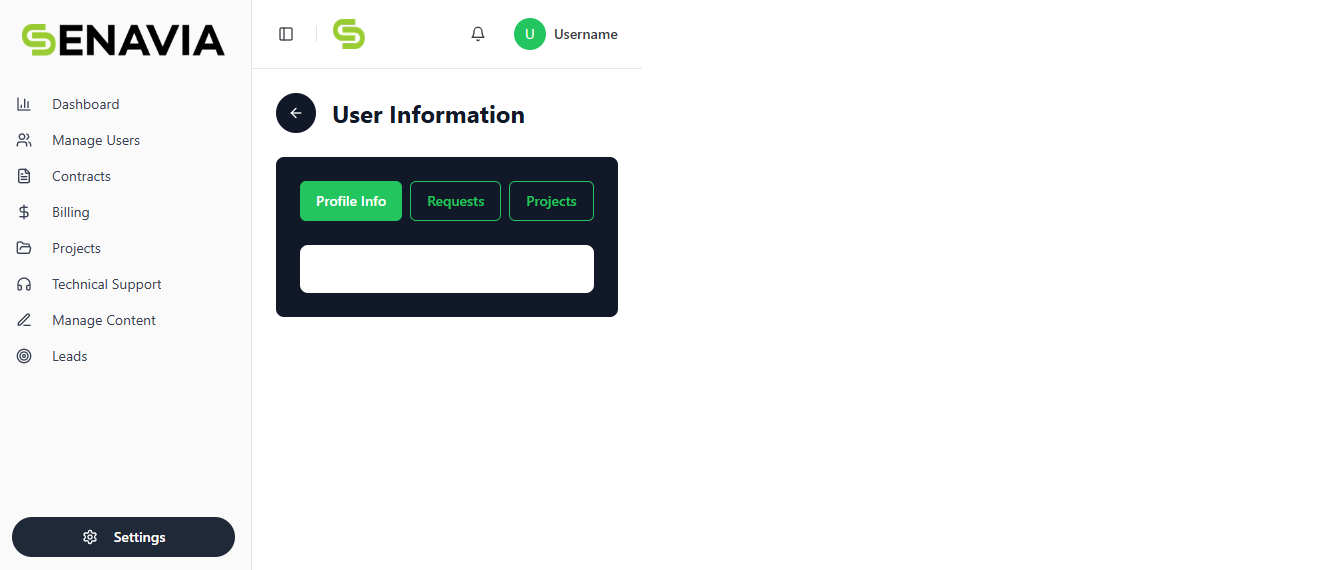 SENAVIA
Dashboard
Manage Users
Contracts
Billing
Projects
Technical Support
Manage Content
Leads
Settings
U Username
User Information
Profile Info Requests Projects